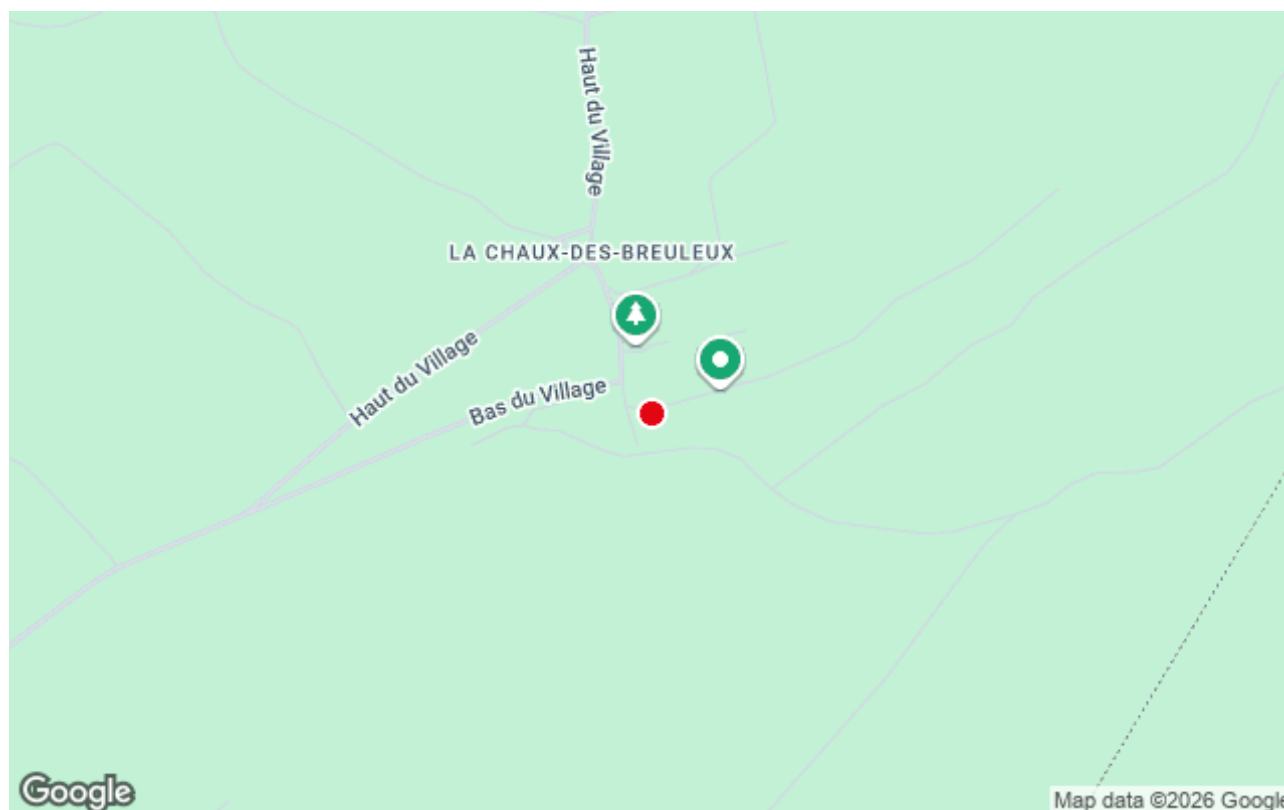 Haut du Village
LA CHAUX-DES-BREULEUX
Haut du Village
Bas du Village
Google
Map data ©2026 Google